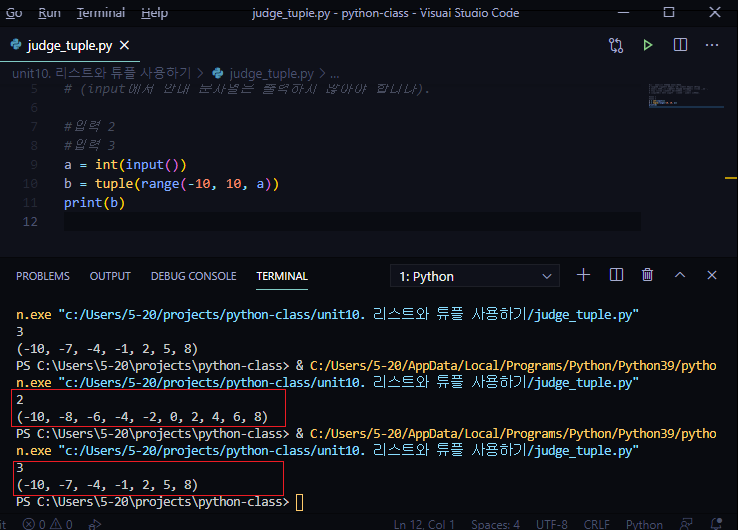 Go Run Terminal Help judge_tuple.py - python-class - Visual Studio Code
judge_tuple.py
unit10. 리스트와 튜플 사용하기 > judge_tuple.py > ...
5 # (input에서 안내 문자열은 출력하지 않아야 합니다).
6
7 #입력 2
8 #입력 3
9 a = int(input())
10 b = tuple(range(-10, 10, a))
11 print(b)
12
PROBLEMS OUTPUT DEBUG CONSOLE TERMINAL 1: Python
n.exe "c:/Users/5-20/projects/python-class/unit10. 리스트와 튜플 사용하기/judge_tuple.py"
3
(-10, -7, -4, -1, 2, 5, 8)
PS C:\Users\5-20\projects\python-class> & C:/Users/5-20/AppData/Local/Programs/Python/Python39/pytho
n.exe "c:/Users/5-20/projects/python-class/unit10. 리스트와 튜플 사용하기/judge_tuple.py"
2
(-10, -8, -6, -4, -2, 0, 2, 4, 6, 8)
PS C:\Users\5-20\projects\python-class> & C:/Users/5-20/AppData/Local/Programs/Python/Python39/pytho
n.exe "c:/Users/5-20/projects/python-class/unit10. 리스트와 튜플 사용하기/judge_tuple.py"
3
(-10, -7, -4, -1, 2, 5, 8)
PS C:\Users\5-20\projects\python-class>
it 0 0 Ln 12, Col 1 Spaces: 4 UTF-8 CRLF Python